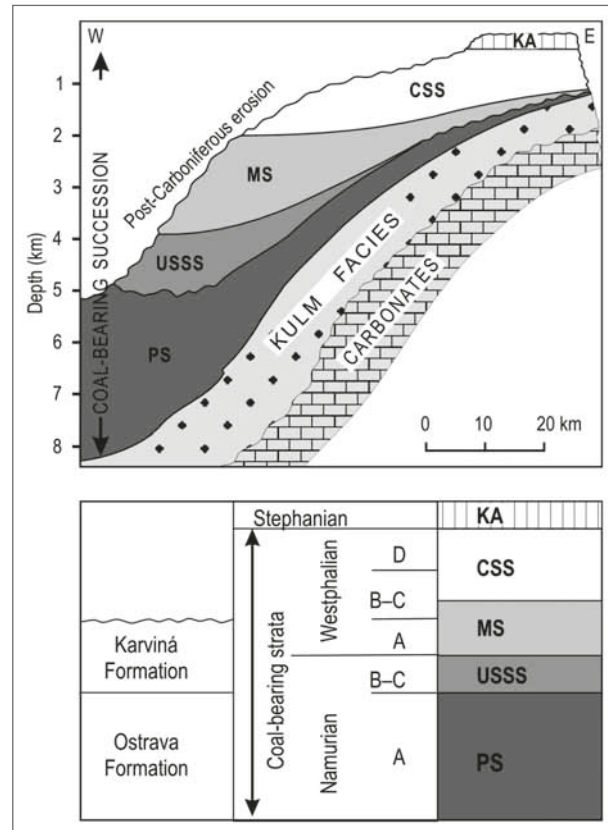 W
E
KA
CSS
1
2
3
4
5
6
7
8
Depth (km)
COAL-BEARING SUCCESSION
Post-Carboniferous erosion
MS
USSS
PS
KULM FACIES
CARBONATES
0 10 20 km
Stephanian
KA
Coal-bearing strata
Westphalian
D
CSS
B–C
A
MS
Karviná
Formation
Namurian
B–C
USSS
Ostrava
Formation
A
PS